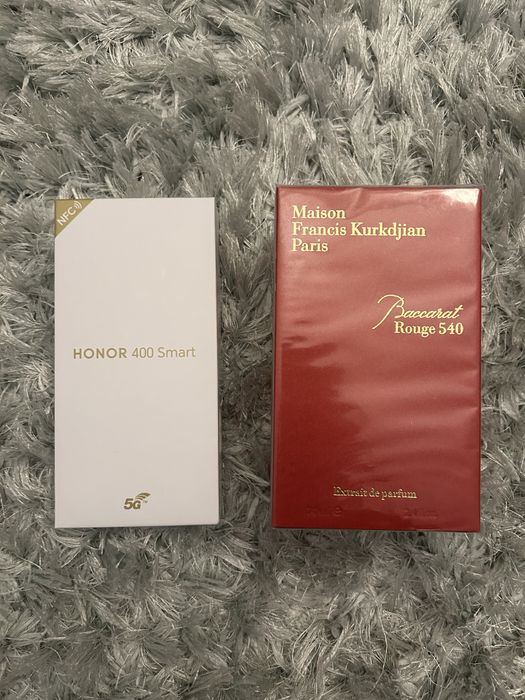 NFC
HONOR 400 Smart
5G
Maison
Francis Kurkdjian
Paris
Baccarat
Rouge 540
Extrait de parfum